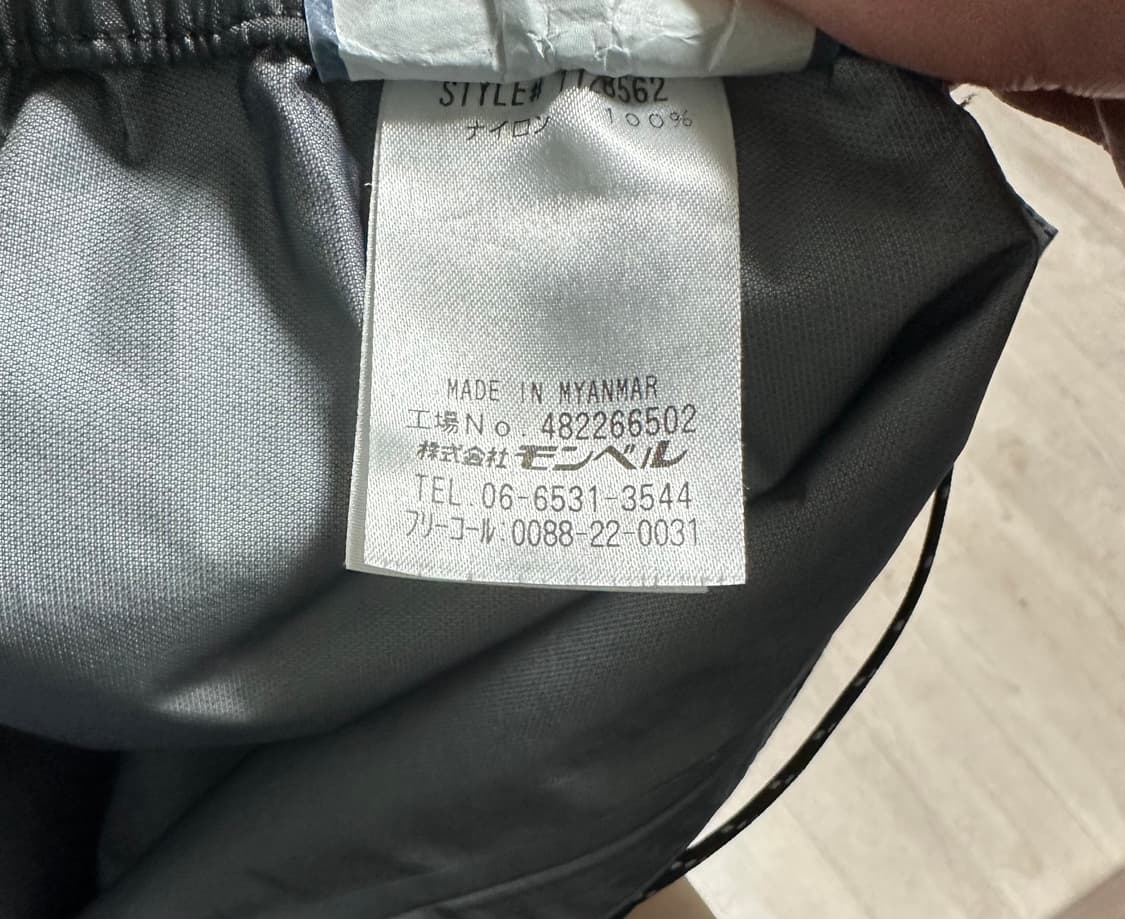 STYLE# 1128562
ナイロン 100%
MADE IN MYANMAR
工場No. 482266502
株式会社 モンベル
TEL.06-6531-3544
フリーコール:0088-22-0031